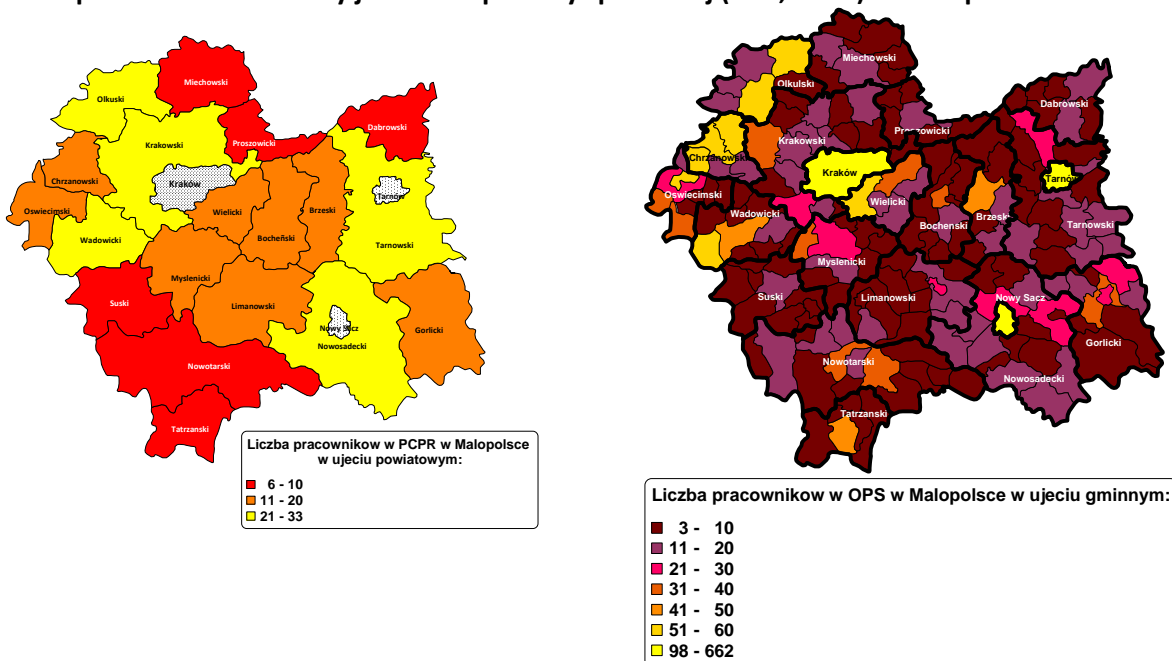 Miechowski
Olkuski
Dabrowski
Proszowicki
Krakowski
Chrzanowski
Kraków
Tarnów
Oswiecimski
Wielicki
Brzeski
Wadowicki
Bocheński
Tarnowski
Myslenicki
Suski
Limanowski
Nowy Sacz
Gorlicki
Nowosadecki
Nowotarski
Tatrzanski
Liczba pracownikow w PCPR w Malopolsce
w ujeciu powiatowym:
6 - 10
11 - 20
21 - 33
Miechowski
Olkulski
Dabrowski
Proszowicki
Krakowski
Chrzanowski
Kraków
Tarnów
Oswiecimski
Wielicki
Wadowicki
Brzeski
Bochenski
Tarnowski
Myslenicki
Suski
Limanowski
Nowy Sacz
Gorlicki
Nowotarski
Nowosadecki
Tatrzanski
Liczba pracownikow w OPS w Malopolsce w ujeciu gminnym:
3 - 10
11 - 20
21 - 30
31 - 40
41 - 50
51 - 60
98 - 662